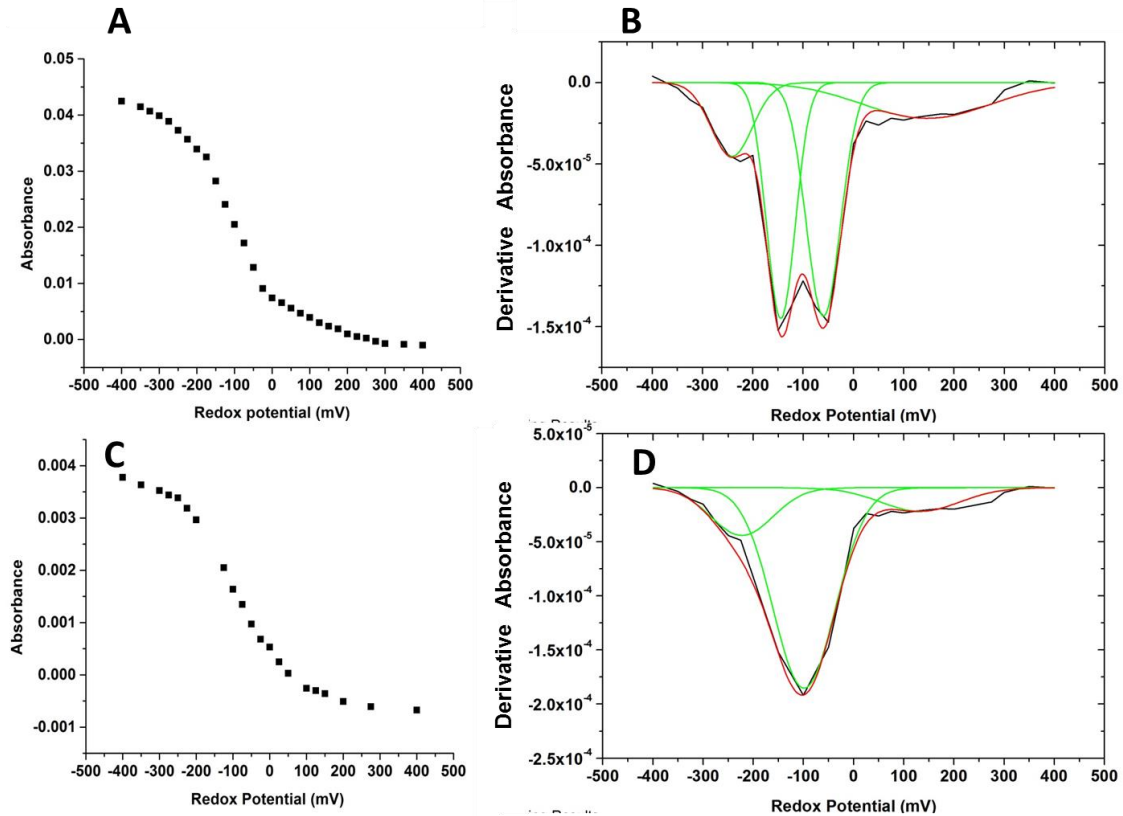 A
B
0.05
0.04
0.03
0.02
0.01
0.00
Absorbance
-500 -400 -300 -200 -100 0 100 200 300 400 500
Redox potential (mV)
0.0
-5.0x10⁻⁵
-1.0x10⁻⁴
-1.5x10⁻⁴
Derivative Absorbance
-500 -400 -300 -200 -100 0 100 200 300 400 500
Redox Potential (mV)
C
D
0.004
0.003
0.002
0.001
0.000
-0.001
Absorbance
-500 -400 -300 -200 -100 0 100 200 300 400 500
Redox Potential (mV)
5.0x10⁻⁵
0.0
-5.0x10⁻⁵
-1.0x10⁻⁴
-1.5x10⁻⁴
-2.0x10⁻⁴
-2.5x10⁻⁴
Derivative Absorbance
-500 -400 -300 -200 -100 0 100 200 300 400 500
Redox Potential (mV)